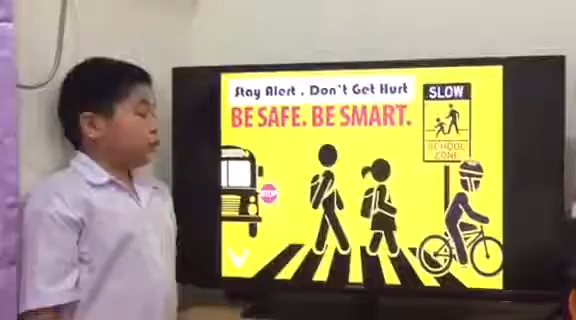 Stay Alert . Don't Get Hurt
BE SAFE. BE SMART.
SLOW
SCHOOL
ZONE
STOP